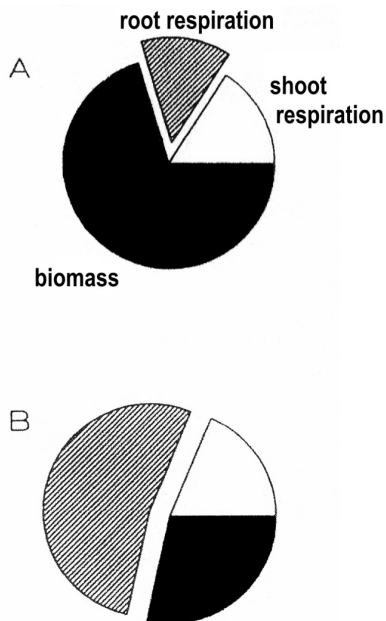 root respiration
A
shoot
respiration
biomass
B